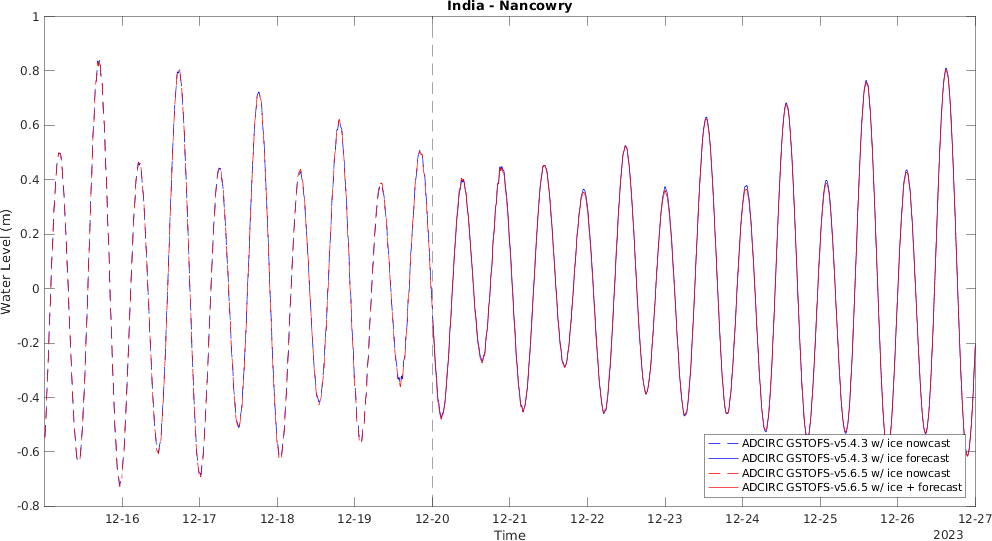 India - Nancowry
1
0.8
0.6
0.4
0.2
0
-0.2
-0.4
-0.6
-0.8
Water Level (m)
ADCIRC GSTOFS-v5.4.3 w/ ice nowcast
ADCIRC GSTOFS-v5.4.3 w/ ice forecast
ADCIRC GSTOFS-v5.6.5 w/ ice nowcast
ADCIRC GSTOFS-v5.6.5 w/ ice + forecast
12-16 12-17 12-18 12-19 12-20 12-21 12-22 12-23 12-24 12-25 12-26 12-27
Time
2023